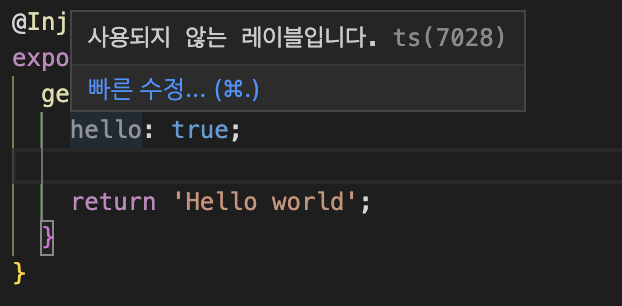 @Inj
사용되지 않는 레이블입니다. ts(7028)
expo
빠른 수정... (⌘.)
ge
hello: true;
return 'Hello world';
}
}